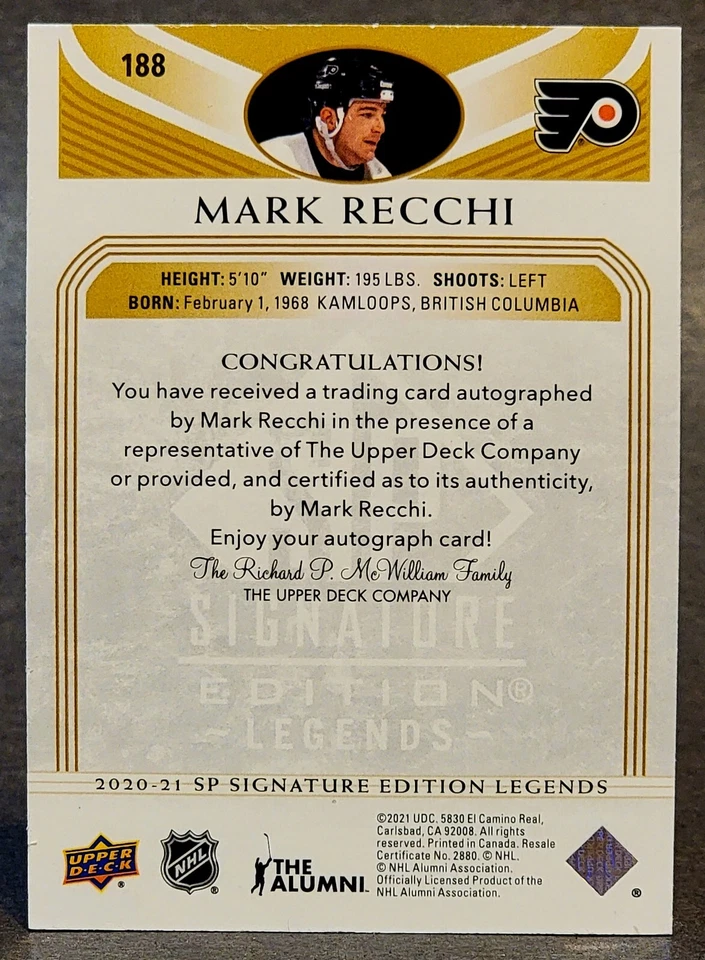 188
MARK RECCHI
HEIGHT: 5'10" WEIGHT: 195 LBS. SHOOTS: LEFT
BORN: February 1, 1968 KAMLOOPS, BRITISH COLUMBIA
CONGRATULATIONS!
You have received a trading card autographed
by Mark Recchi in the presence of a
representative of The Upper Deck Company
or provided, and certified as to its authenticity,
by Mark Recchi.
Enjoy your autograph card!
The Richard P. McWilliam Family
THE UPPER DECK COMPANY
SP
SIGNATURE
EDITION®
~LEGENDS~
2020-21 SP SIGNATURE EDITION LEGENDS
UPPER
D·E·C·K
®
NHL
®
THE
ALUMNI
©2021 UDC. 5830 El Camino Real,
Carlsbad, CA 92008. All rights
reserved. Printed in Canada. Resale
Certificate No. 2880. © NHL.
© NHL Alumni Association.
Officially Licensed Product of the
NHL Alumni Association.
®